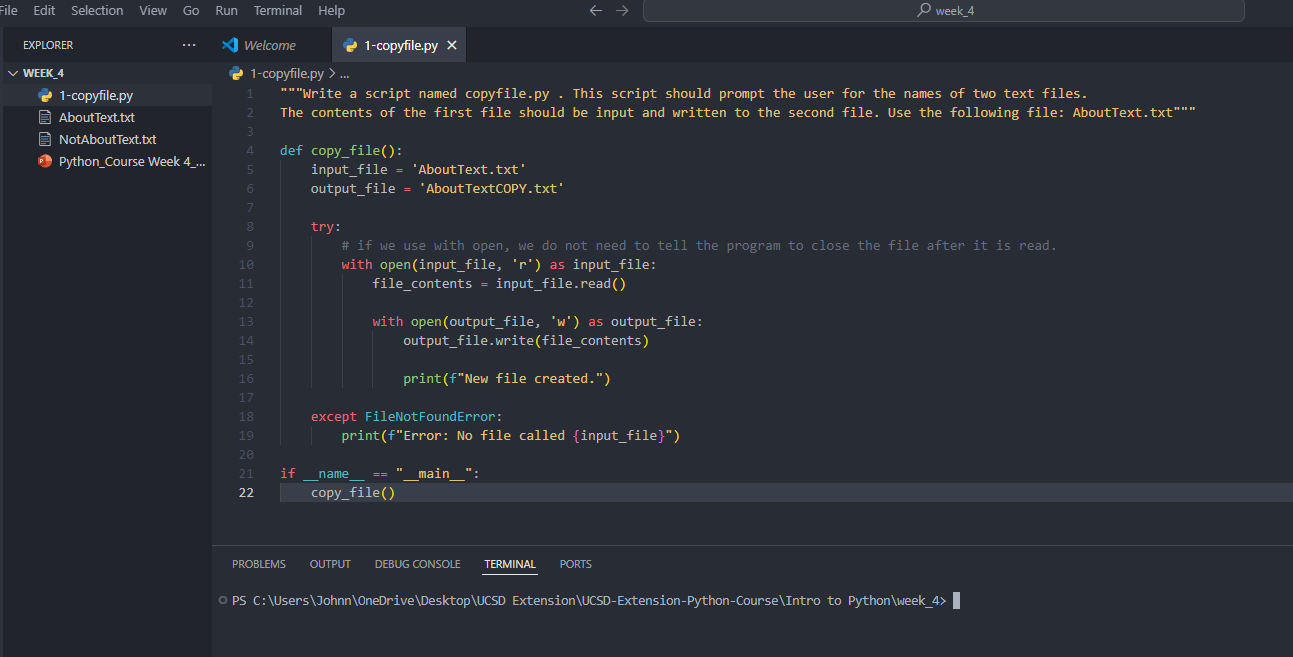 File Edit Selection View Go Run Terminal Help
week_4
EXPLORER
Welcome
1-copyfile.py
WEEK_4
1-copyfile.py > ...
1-copyfile.py
AboutText.txt
NotAboutText.txt
Python_Course Week 4_...
1 """Write a script named copyfile.py . This script should prompt the user for the names of two text files.
2 The contents of the first file should be input and written to the second file. Use the following file: AboutText.txt"""
3
4 def copy_file():
5     input_file = 'AboutText.txt'
6     output_file = 'AboutTextCOPY.txt'
7
8     try:
9         # if we use with open, we do not need to tell the program to close the file after it is read.
10         with open(input_file, 'r') as input_file:
11             file_contents = input_file.read()
12
13             with open(output_file, 'w') as output_file:
14                 output_file.write(file_contents)
15
16                 print(f"New file created.")
17
18     except FileNotFoundError:
19         print(f"Error: No file called {input_file}")
20
21 if __name__ == "__main__":
22     copy_file()
PROBLEMS OUTPUT DEBUG CONSOLE TERMINAL PORTS
PS C:\Users\Johnn\OneDrive\Desktop\UCSD Extension\UCSD-Extension-Python-Course\Intro to Python\week_4>